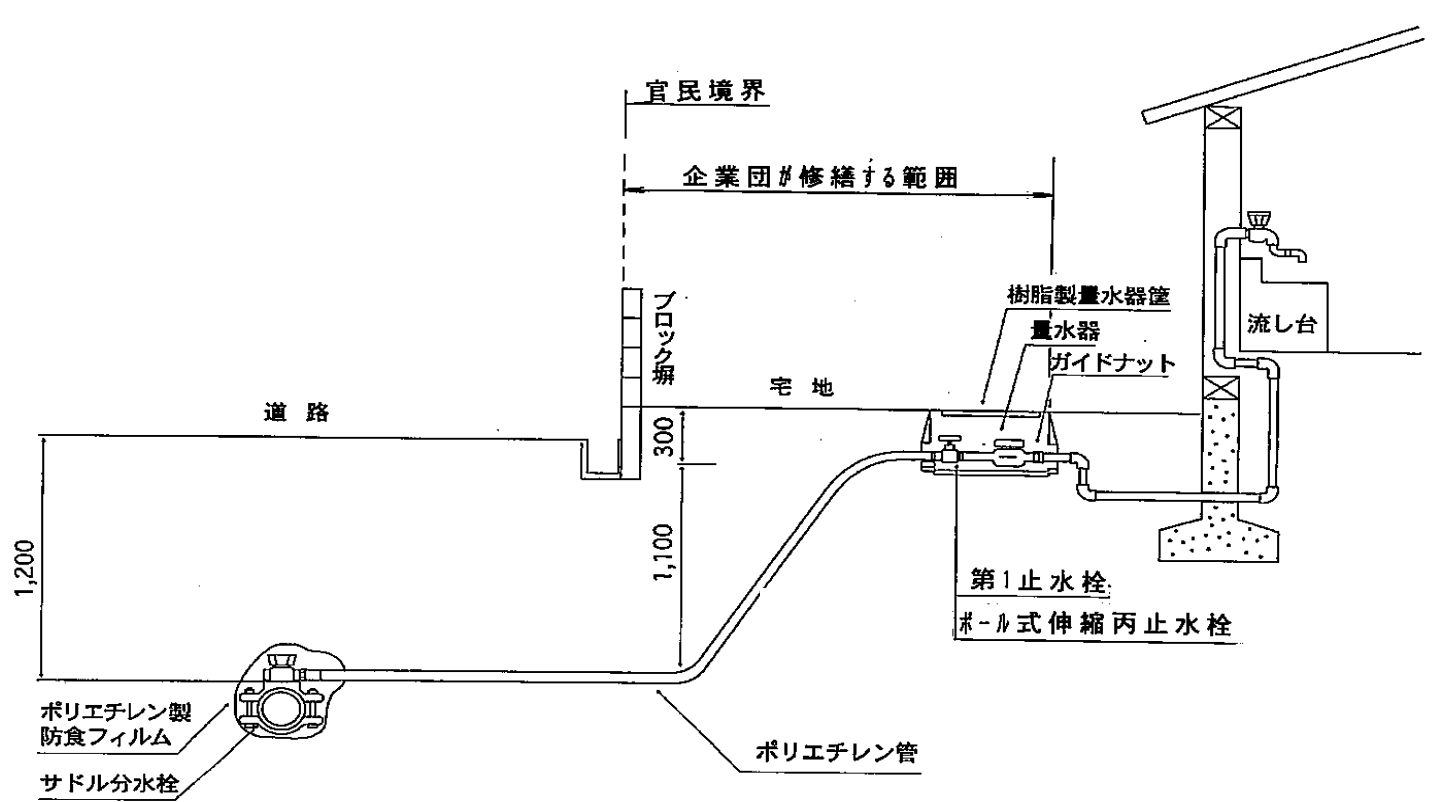 官民境界
企業団が修繕する範囲
樹脂製量水器筐
量水器
ガイドナット
流し台
ブロック塀
宅地
道路
300
1,100
1,200
第1止水栓
ボール式伸縮丙止水栓
ポリエチレン製
防食フィルム
サドル分水栓
ポリエチレン管